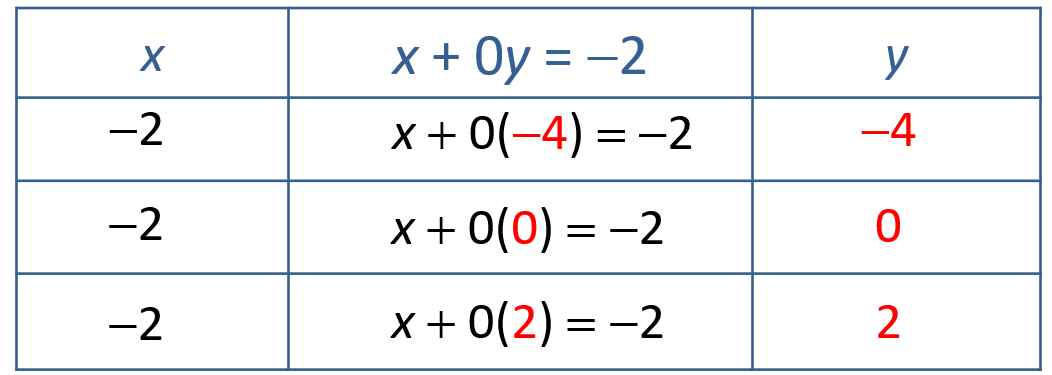 x x + 0y = −2 y
−2 x + 0(−4) = −2 −4
−2 x + 0(0) = −2 0
−2 x + 0(2) = −2 2